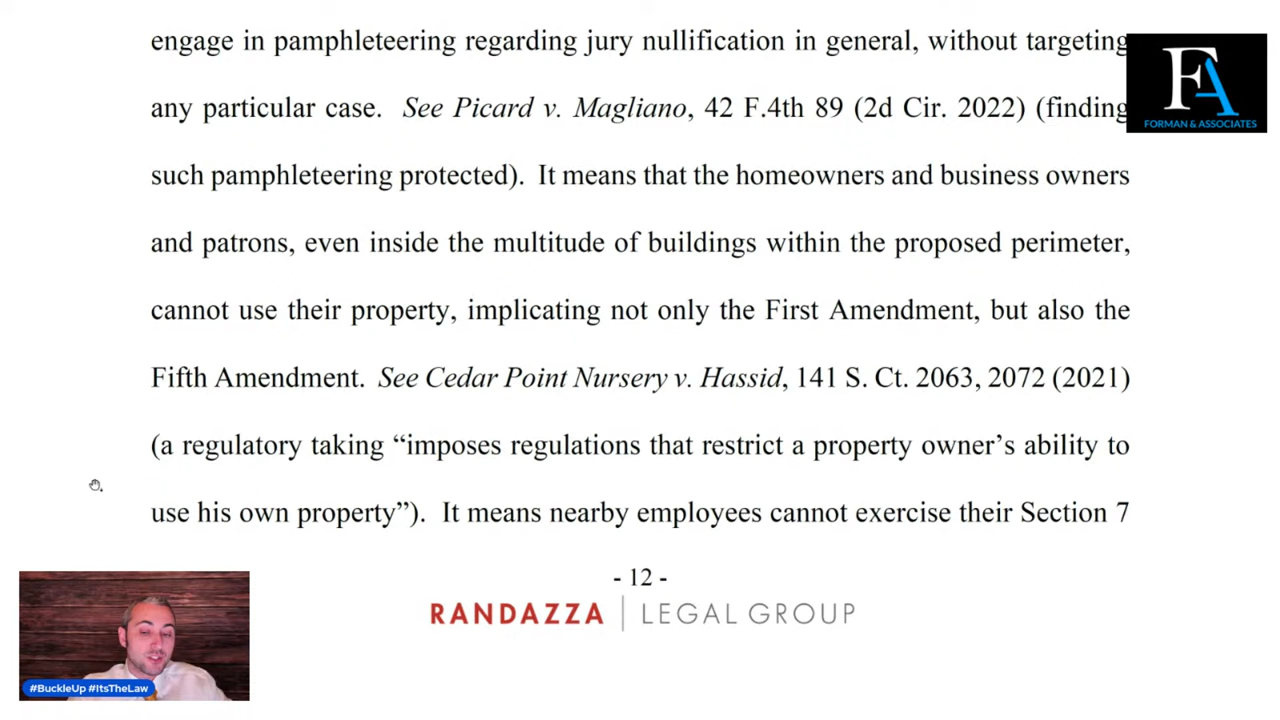 engage in pamphleteering regarding jury nullification in general, without targeting
any particular case. See Picard v. Magliano, 42 F.4th 89 (2d Cir. 2022) (finding
such pamphleteering protected). It means that the homeowners and business owners
and patrons, even inside the multitude of buildings within the proposed perimeter,
cannot use their property, implicating not only the First Amendment, but also the
Fifth Amendment. See Cedar Point Nursery v. Hassid, 141 S. Ct. 2063, 2072 (2021)
(a regulatory taking “imposes regulations that restrict a property owner’s ability to
use his own property”). It means nearby employees cannot exercise their Section 7
- 12 -
RANDAZZA | LEGAL GROUP
FA
FORMAN & ASSOCIATES
#BuckleUp #ItsTheLaw